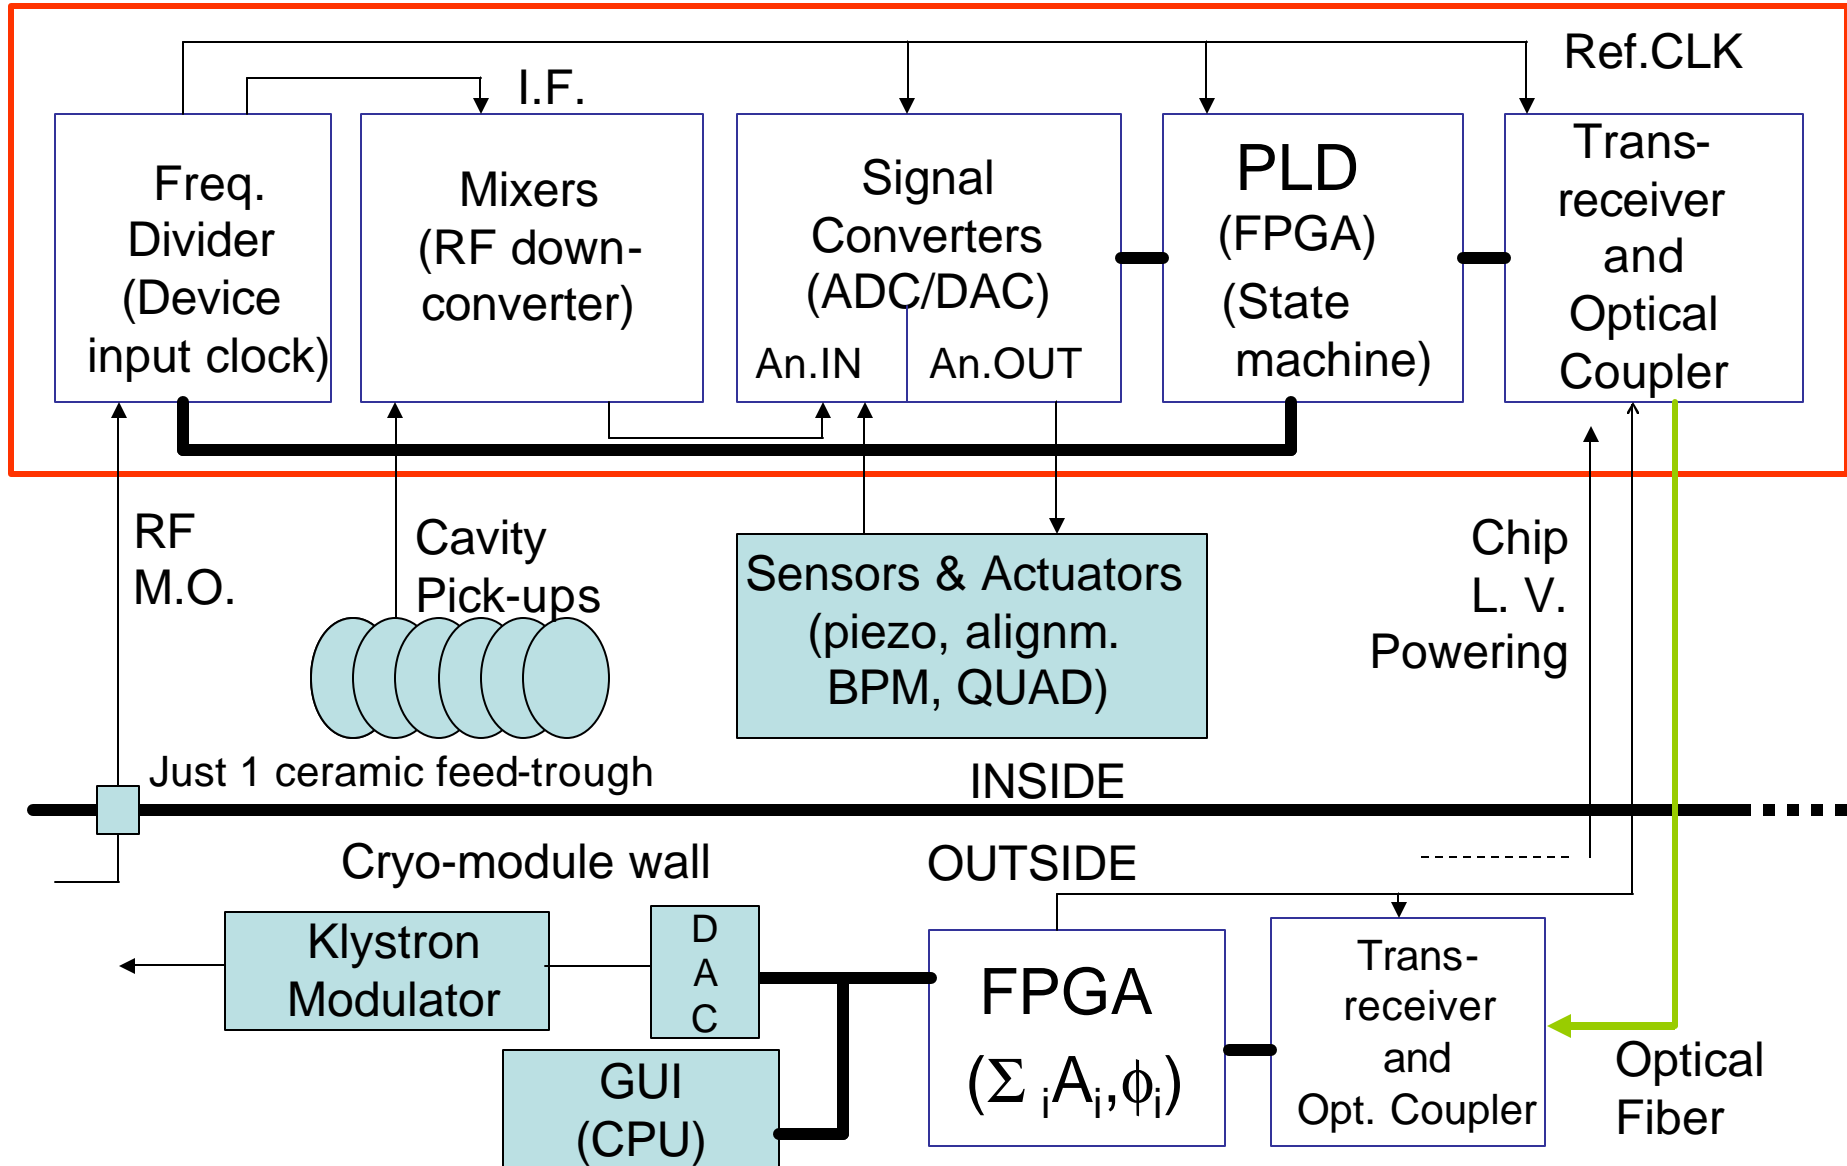 Ref.CLK
I.F.
Freq.
Divider
(Device
input clock)
Mixers
(RF down-
converter)
Signal
Converters
(ADC/DAC)
An.IN
An.OUT
PLD
(FPGA)
(State
machine)
Trans-
receiver
and
Optical
Coupler
RF
M.O.
Cavity
Pick-ups
Sensors & Actuators
(piezo, alignm.
BPM, QUAD)
Chip
L. V.
Powering
Just 1 ceramic feed-trough
INSIDE
Cryo-module wall
OUTSIDE
Klystron
Modulator
D
A
C
GUI
(CPU)
FPGA
(Σ iAi,ϕi)
Trans-
receiver
and
Opt. Coupler
Optical
Fiber